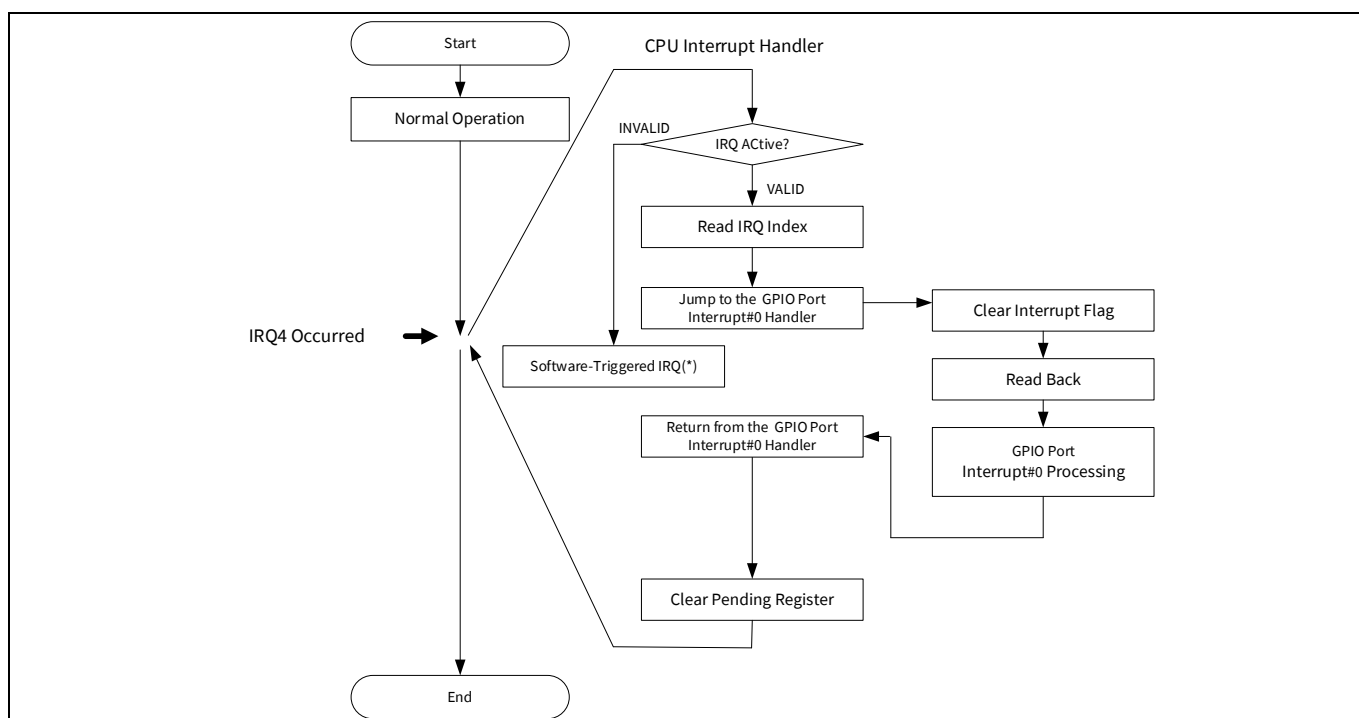 Start
CPU Interrupt Handler
Normal Operation
INVALID
IRQ ACtive?
VALID
Read IRQ Index
Jump to the GPIO Port
Interrupt#0 Handler
Clear Interrupt Flag
IRQ4 Occurred
Software-Triggered IRQ(*)
Read Back
Return from the GPIO Port
Interrupt#0 Handler
GPIO Port
Interrupt#0 Processing
Clear Pending Register
End